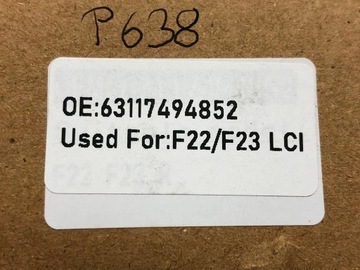 P638
OE:63117494852
Used For:F22/F23 LCI